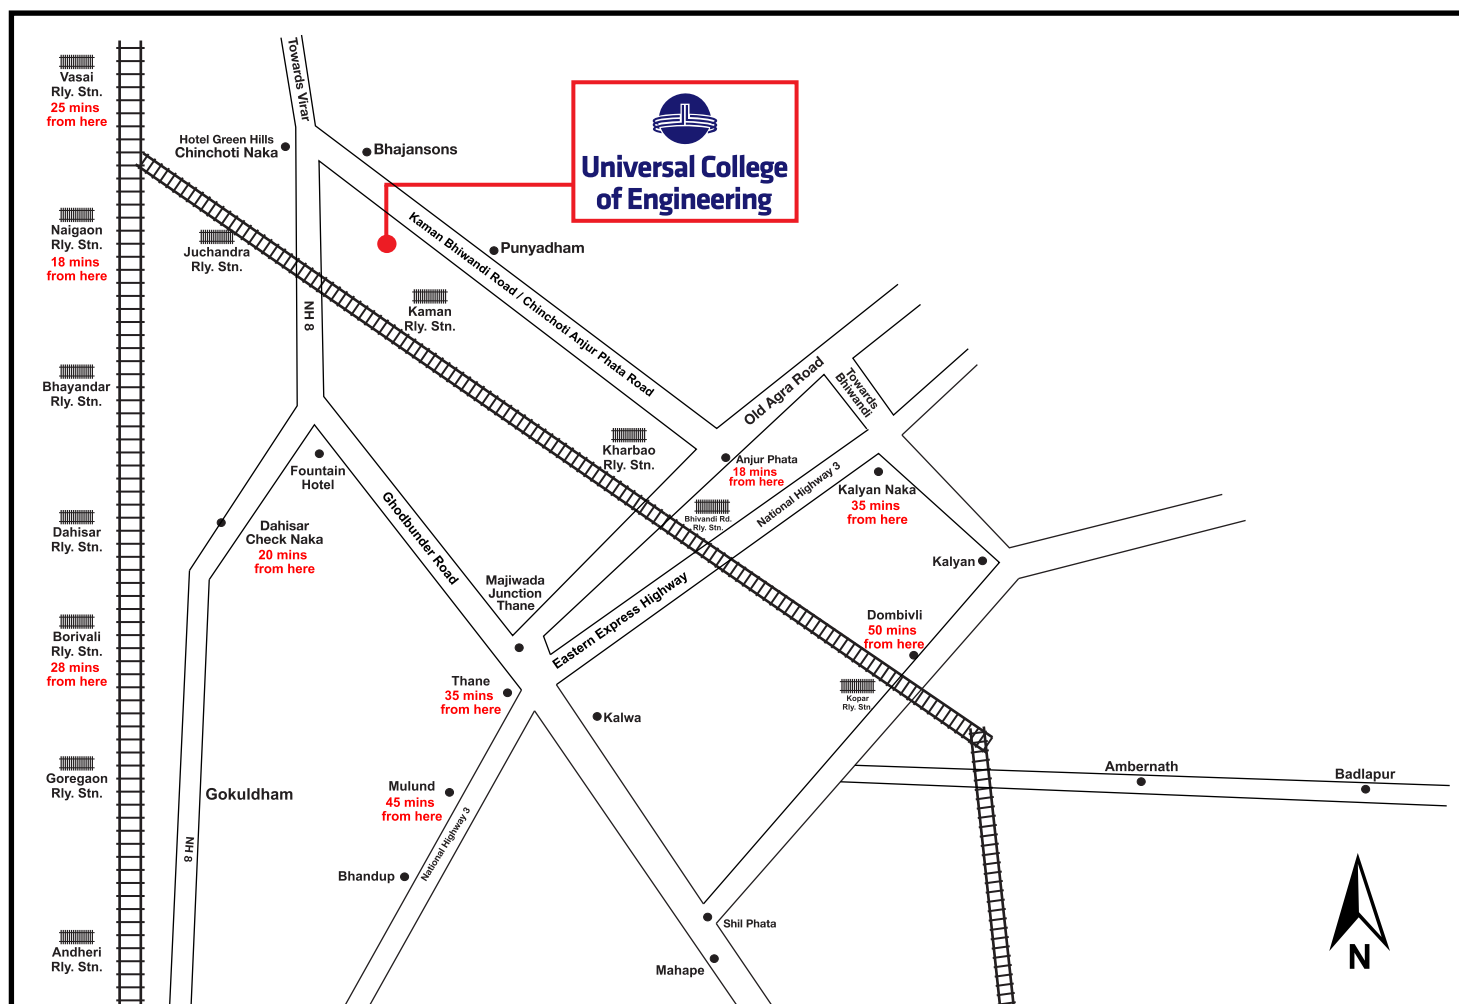 Towards Virar
Vasai
Rly. Stn.
25 mins
from here
Hotel Green Hills
Chinchoti Naka
Bhajansons
Universal College
of Engineering
Naigaon
Rly. Stn.
18 mins
from here
Juchandra
Rly. Stn.
Kaman Bhiwandi Road / Chinchoti Anjur Phata Road
Punyadham
NH 8
Kaman
Rly. Stn.
Bhayandar
Rly. Stn.
Old Agra Road
Towards
Bhiwandi
Kharbao
Rly. Stn.
Anjur Phata
18 mins
from here
Fountain
Hotel
Ghodbunder Road
National Highway 3
Kalyan Naka
35 mins
from here
Bhivandi Rd.
Rly. Stn.
Dahisar
Rly. Stn.
Dahisar
Check Naka
20 mins
from here
Kalyan
Majiwada
Junction
Thane
Eastern Express Highway
Dombivli
50 mins
from here
Borivali
Rly. Stn.
28 mins
from here
Thane
35 mins
from here
Kopar
Rly. Stn.
Kalwa
Goregaon
Rly. Stn.
Gokuldham
Mulund
45 mins
from here
Ambernath
Badlapur
NH 8
National Highway 3
Bhandup
Shil Phata
Andheri
Rly. Stn.
Mahape
N